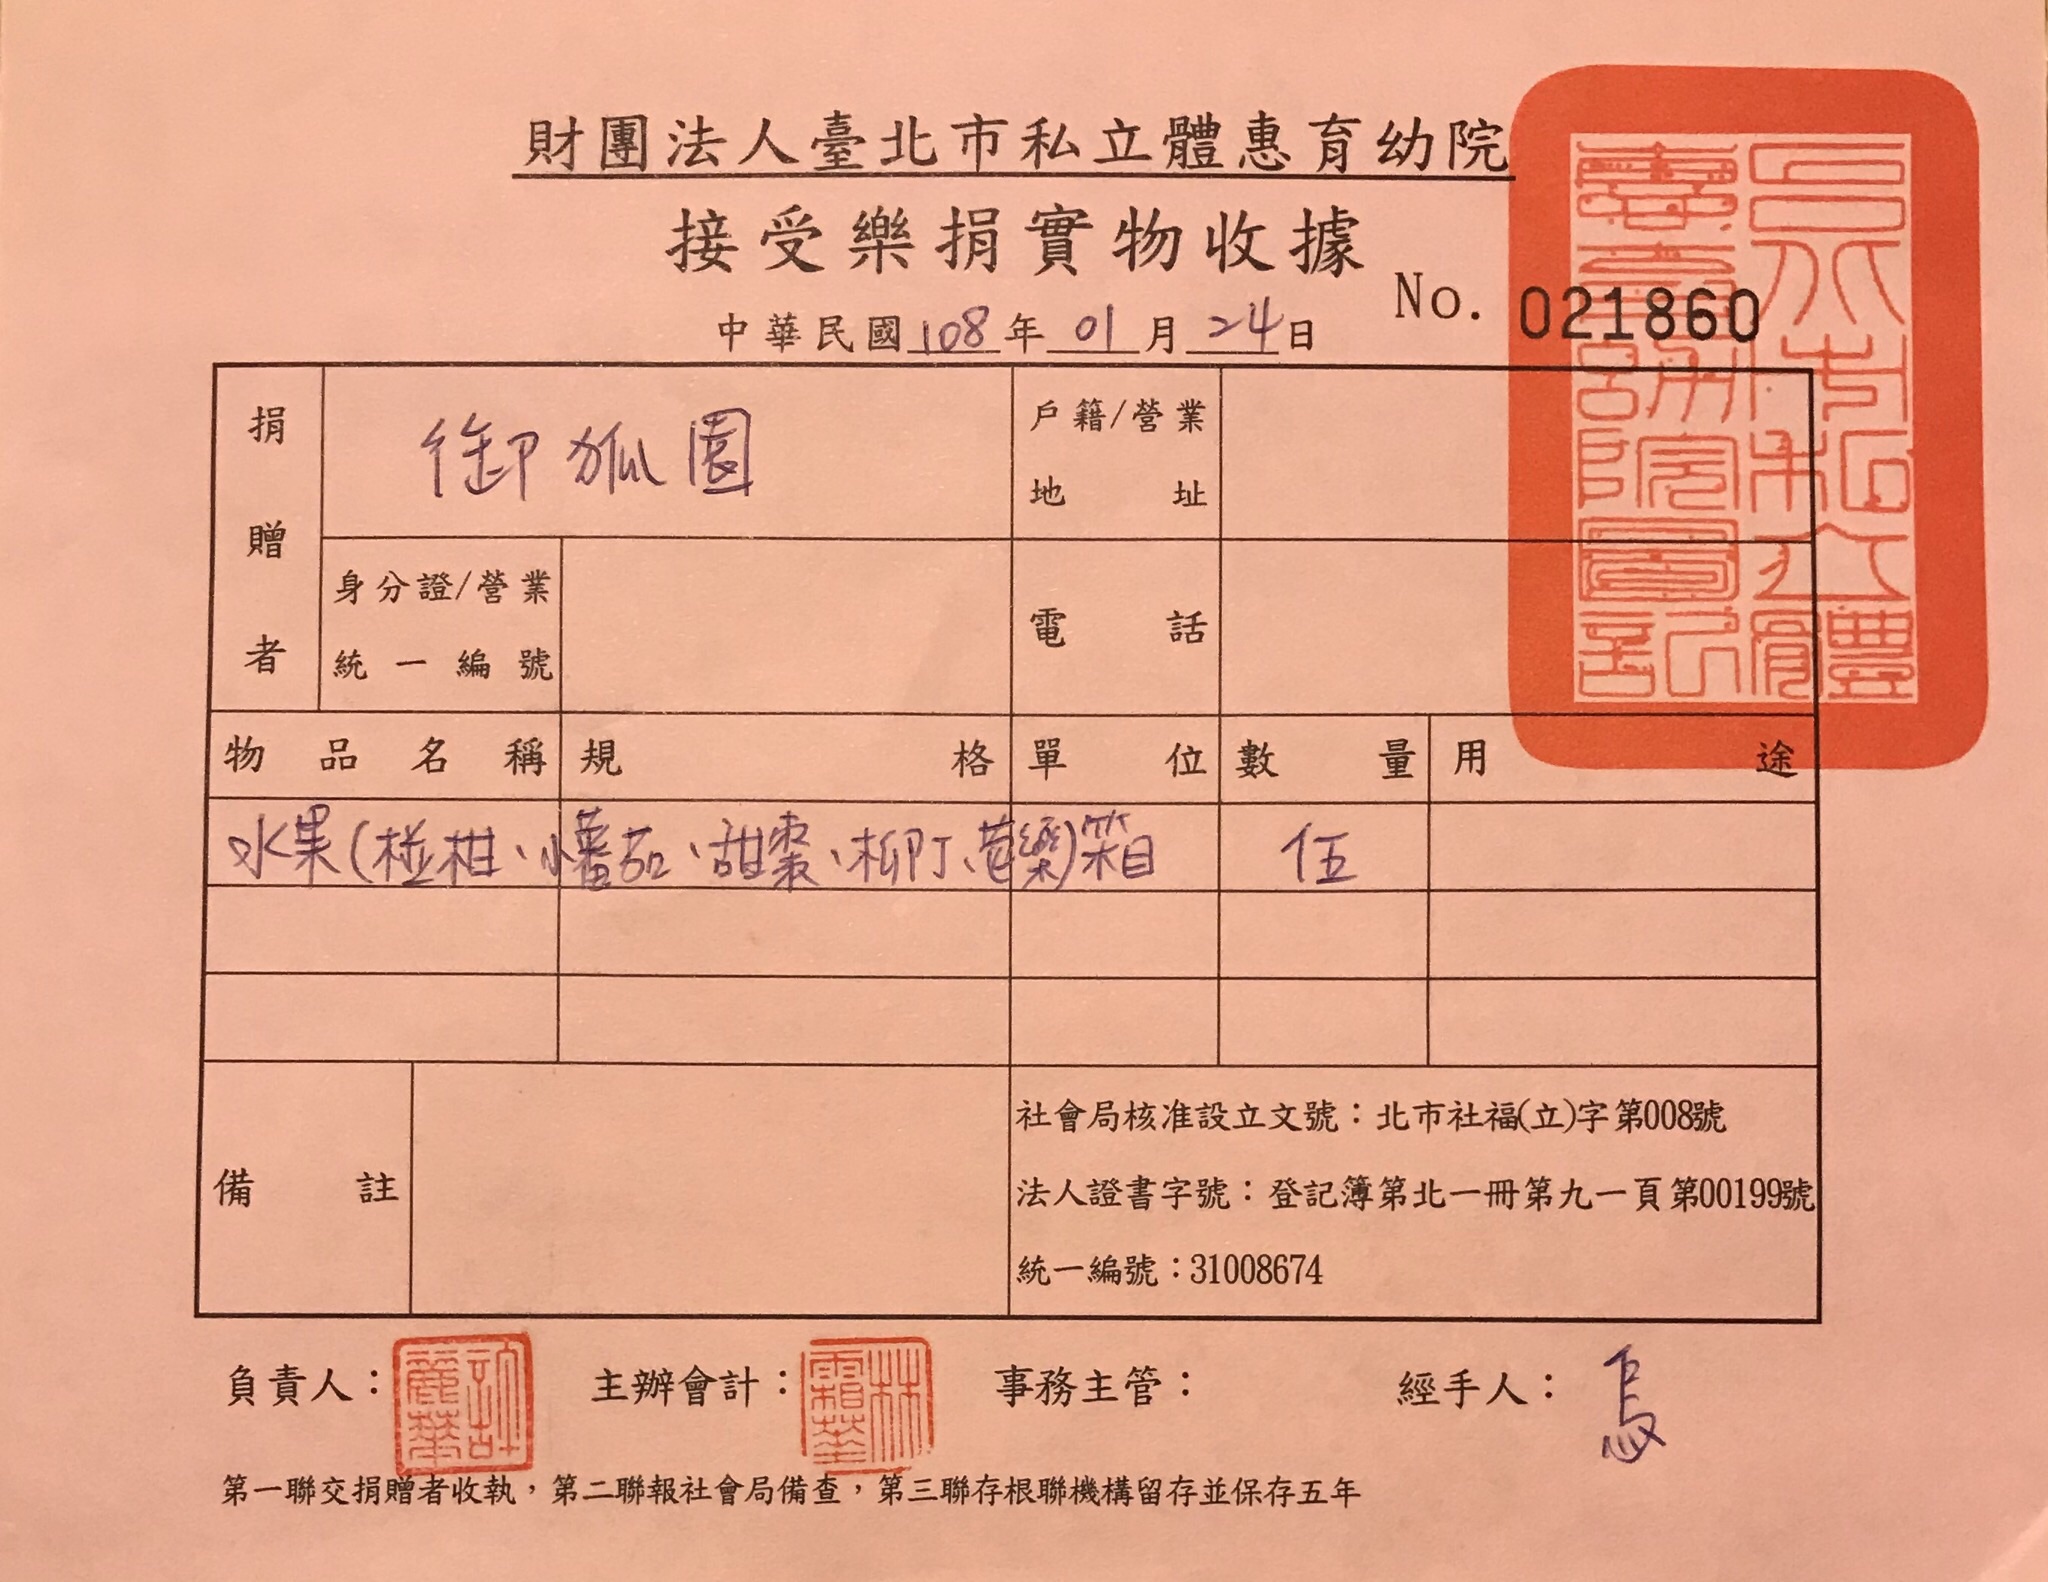 財團法人臺北市私立體惠育幼院
接受樂捐實物收據
No. 021860
中華民國108年01月24日
捐贈者
御狐園
戶籍/營業地址
身分證/營業統一編號
電話
物品名稱 規格 單位 數量 用途
水果(椪柑、小蕃茄、甜棗、柳丁、芭樂)箱 伍
備註
社會局核准設立文號：北市社福(立)字第008號
法人證書字號：登記簿第北一冊第九一頁第00199號
統一編號：31008674
負責人： 主辦會計： 事務主管： 經手人：
第一聯交捐贈者收執，第二聯報社會局備查，第三聯存根聯機構留存並保存五年